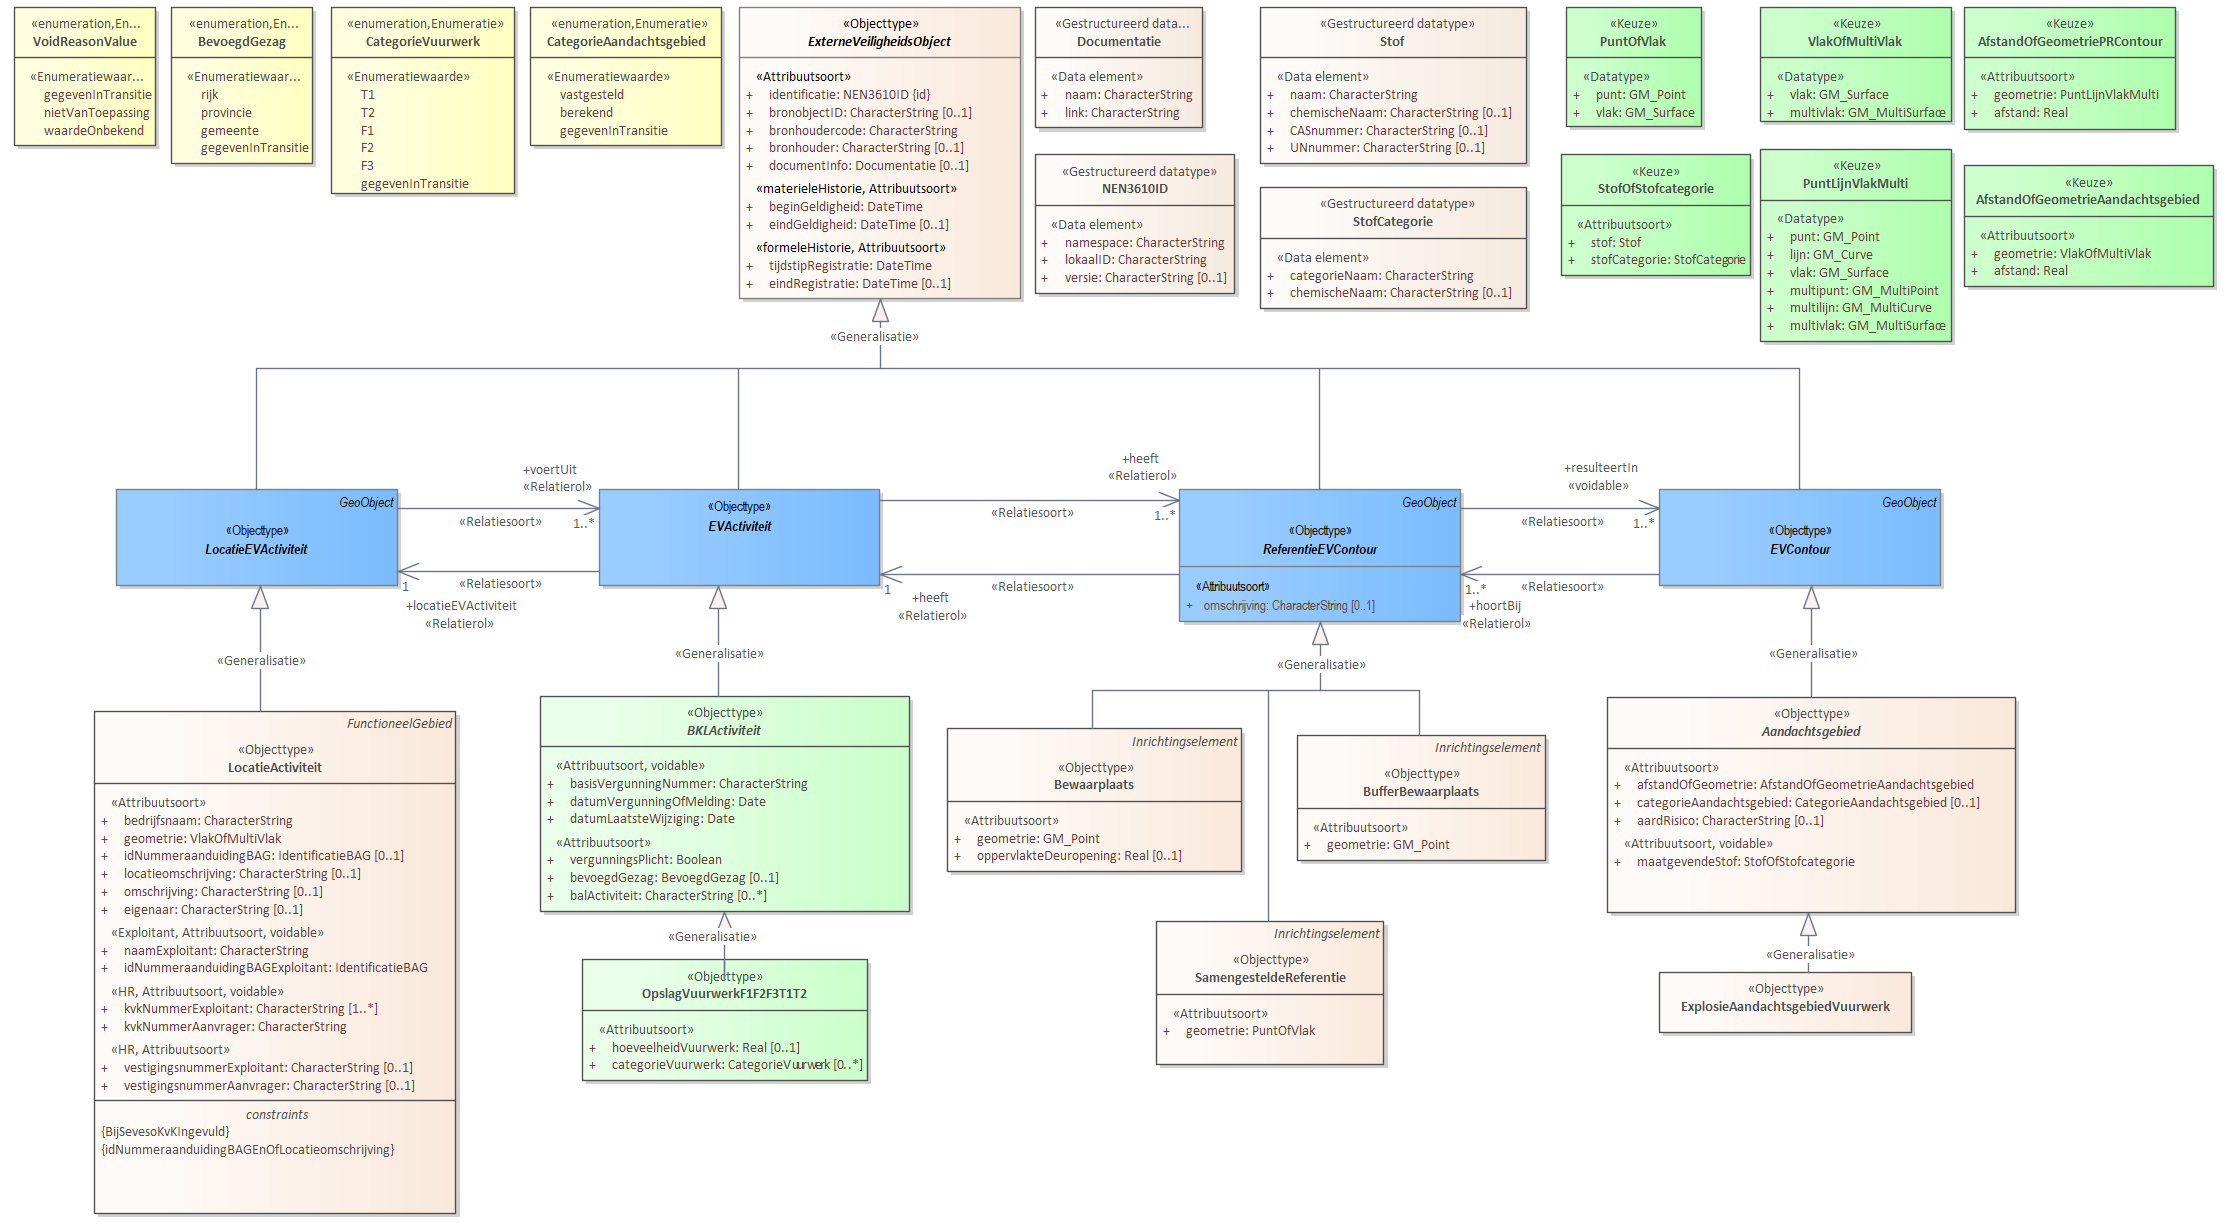 «enumeration,En...
VoidReasonValue
«Enumeratiewaar...
gegevenInTransitie
nietVanToepassing
waardeOnbekend
«enumeration,En...
BevoegdGezag
«Enumeratiewaar...
rijk
provincie
gemeente
gegevenInTransitie
«enumeration,Enumeratie»
CategorieVuurwerk
«Enumeratiewaarde»
T1
T2
F1
F2
F3
gegevenInTransitie
«enumeration,Enumeratie»
CategorieAandachtsgebied
«Enumeratiewaarde»
vastgesteld
berekend
gegevenInTransitie
«Objecttype»
ExterneVeiligheidsObject
«Attribuutsoort»
+ identificatie: NEN3610ID {id}
+ bronobjectID: CharacterString [0..1]
+ bronhoudercode: CharacterString
+ bronhouder: CharacterString [0..1]
+ documentInfo: Documentatie [0..1]
«materieleHistorie, Attribuutsoort»
+ beginGeldigheid: DateTime
+ eindGeldigheid: DateTime [0..1]
«formeleHistorie, Attribuutsoort»
+ tijdstipRegistratie: DateTime
+ eindRegistratie: DateTime [0..1]
«Gestructureerd data...
Documentatie
«Data element»
+ naam: CharacterString
+ link: CharacterString
«Gestructureerd datatype»
NEN3610ID
«Data element»
+ namespace: CharacterString
+ lokaalID: CharacterString
+ versie: CharacterString [0..1]
«Gestructureerd datatype»
Stof
«Data element»
+ naam: CharacterString
+ chemischeNaam: CharacterString [0..1]
+ CASnummer: CharacterString [0..1]
+ UNnummer: CharacterString [0..1]
«Gestructureerd datatype»
StofCategorie
«Data element»
+ categorieNaam: CharacterString
+ chemischeNaam: CharacterString [0..1]
«Keuze»
PuntOfVlak
«Datatype»
+ punt: GM_Point
+ vlak: GM_Surface
«Keuze»
StofOfStofcategorie
«Attribuutsoort»
+ stof: Stof
+ stofCategorie: StofCategorie
«Keuze»
VlakOfMultiVlak
«Datatype»
+ vlak: GM_Surface
+ multivlak: GM_MultiSurface
«Keuze»
PuntLijnVlakMulti
«Datatype»
+ punt: GM_Point
+ lijn: GM_Curve
+ vlak: GM_Surface
+ multipunt: GM_MultiPoint
+ multilijn: GM_MultiCurve
+ multivlak: GM_MultiSurface
«Keuze»
AfstandOfGeometriePRContour
«Attribuutsoort»
+ geometrie: PuntLijnVlakMulti
+ afstand: Real
«Keuze»
AfstandOfGeometrieAandachtsgebied
«Attribuutsoort»
+ geometrie: VlakOfMultiVlak
+ afstand: Real
«Generalisatie»
GeoObject
«Objecttype»
LocatieEVActiviteit
+voertUit
«Relatierol»
«Relatiesoort»
1..*
«Relatiesoort»
1
+locatieEVActiviteit
«Relatierol»
«Objecttype»
EVActiviteit
+heeft
«Relatierol»
«Relatiesoort»
1..*
«Relatiesoort»
1
+heeft
«Relatierol»
GeoObject
«Objecttype»
ReferentieEVContour
«Attribuutsoort»
+ omschrijving: CharacterString [0..1]
+resulteertIn
«voidable»
«Relatiesoort»
1..*
«Relatiesoort»
1..*
+hoortBij
«Relatierol»
GeoObject
«Objecttype»
EVContour
«Generalisatie»
«Generalisatie»
«Generalisatie»
«Generalisatie»
FunctioneelGebied
«Objecttype»
LocatieActiviteit
«Attribuutsoort»
+ bedrijfsnaam: CharacterString
+ geometrie: VlakOfMultiVlak
+ idNummeraanduidingBAG: IdentificatieBAG [0..1]
+ locatieomschrijving: CharacterString [0..1]
+ omschrijving: CharacterString [0..1]
+ eigenaar: CharacterString [0..1]
«Exploitant, Attribuutsoort, voidable»
+ naamExploitant: CharacterString
+ idNummeraanduidingBAGExploitant: IdentificatieBAG
«HR, Attribuutsoort, voidable»
+ kvkNummerExploitant: CharacterString [1..*]
+ kvkNummerAanvrager: CharacterString
«HR, Attribuutsoort»
+ vestigingsnummerExploitant: CharacterString [0..1]
+ vestigingsnummerAanvrager: CharacterString [0..1]
constraints
{BijSevesoKvKIngevuld}
{idNummeraanduidingBAGEnOfLocatieomschrijving}
«Objecttype»
BKLActiviteit
«Attribuutsoort, voidable»
+ basisVergunningNummer: CharacterString
+ datumVergunningOfMelding: Date
+ datumLaatsteWijziging: Date
«Attribuutsoort»
+ vergunningsPlicht: Boolean
+ bevoegdGezag: BevoegdGezag [0..1]
+ balActiviteit: CharacterString [0..*]
«Generalisatie»
«Objecttype»
OpslagVuurwerkF1F2F3T1T2
«Attribuutsoort»
+ hoeveelheidVuurwerk: Real [0..1]
+ categorieVuurwerk: CategorieVuurwerk [0..*]
Inrichtingselement
«Objecttype»
Bewaarplaats
«Attribuutsoort»
+ geometrie: GM_Point
+ oppervlakteDeuropening: Real [0..1]
Inrichtingselement
«Objecttype»
BufferBewaarplaats
«Attribuutsoort»
+ geometrie: GM_Point
Inrichtingselement
«Objecttype»
SamengesteldeReferentie
«Attribuutsoort»
+ geometrie: PuntOfVlak
«Objecttype»
Aandachtsgebied
«Attribuutsoort»
+ afstandOfGeometrie: AfstandOfGeometrieAandachtsgebied
+ categorieAandachtsgebied: CategorieAandachtsgebied [0..1]
+ aardRisico: CharacterString [0..1]
«Attribuutsoort, voidable»
+ maatgevendeStof: StofOfStofcategorie
«Generalisatie»
«Objecttype»
ExplosieAandachtsgebiedVuurwerk